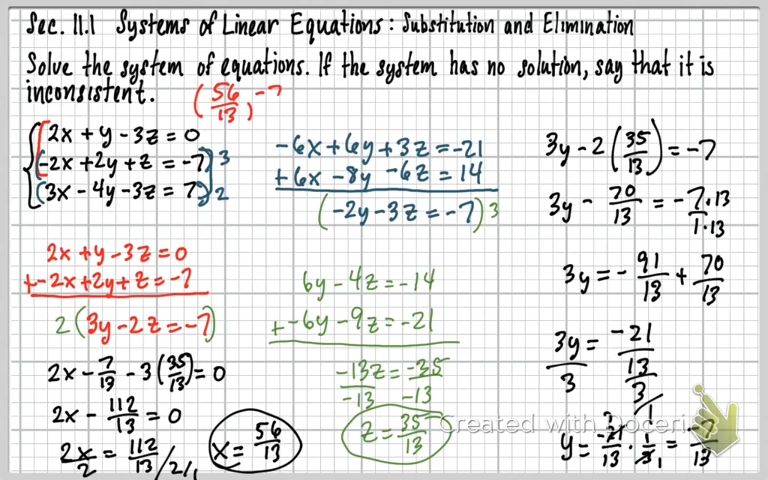 Sec. 11.1 Systems of Linear Equations: Substitution and Elimination
Solve the system of equations. If the system has no solution, say that it is
inconsistent.
(56/13, -7
2x + y - 3z = 0
-2x + 2y + z = -7) 3
(3x - 4y - 3z = 7) 2
2x + y - 3z = 0
+ -2x + 2y + z = -7
2 (3y - 2z = -7)
2x - 7/13 - 3(35/13) = 0
2x - 112/13 = 0
2x/2 = 112/13 /2/1
x = 56/13
-6x + 6y + 3z = -21
+ 6x - 8y - 6z = 14
(-2y - 3z = -7) 3
6y - 4z = -14
+ -6y - 9z = -21
-13z/-13 = -35/-13
z = 35/13
3y - 2(35/13) = -7
3y - 70/13 = -7·13/1·13
3y = -91/13 + 70/13
3y/3 = -21/13 /3/1
y = -21/13 · 1/3 = -7/13
7 1
Created with Doceri